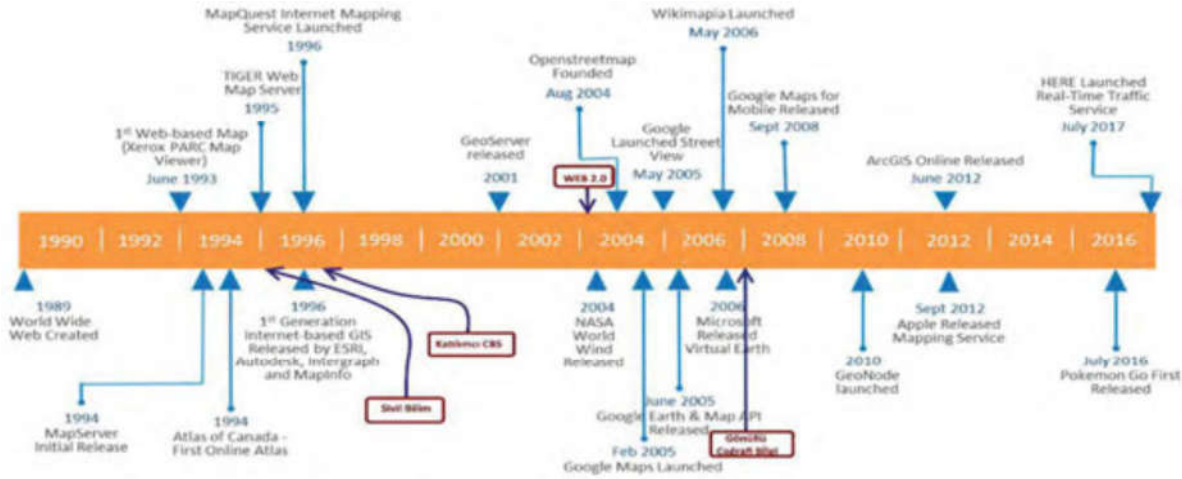 MapQuest Internet Mapping
Service Launched
1996
TIGER Web
Map Server
1995
1st Web-based Map
(Xerox PARC Map
Viewer)
June 1993
GeoServer
released
2001
Openstreetmap
Founded
Aug 2004
WEB 2.0
Google
Launched Street
View
May 2005
Wikimapia Launched
May 2006
Google Maps for
Mobile Released
Sept 2008
ArcGIS Online Released
June 2012
HERE Launched
Real-Time Traffic
Service
July 2017
1990 1992 1994 1996 1998 2000 2002 2004 2006 2008 2010 2012 2014 2016
1989
World Wide
Web Created
1994
MapServer
Initial Release
1994
Atlas of Canada -
First Online Atlas
1996
1st Generation
Internet-based GIS
Released by ESRI,
Autodesk, Intergraph
and MapInfo
Katılımcı CBS
Sivil Bilim
2004
NASA
World
Wind
Released
Feb 2005
Google Maps Launched
June 2005
Google Earth & Map API
Released
2006
Microsoft
Released
Virtual Earth
Gönüllü
Coğrafi Bilgi
2010
GeoNode
launched
Sept 2012
Apple Released
Mapping Service
July 2016
Pokemon Go First
Released